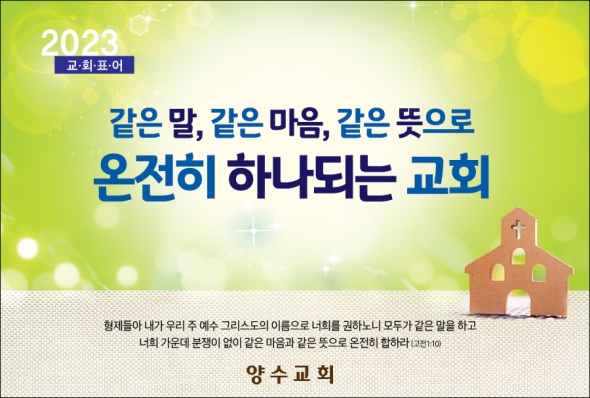 2023
교·회·표·어
같은 말, 같은 마음, 같은 뜻으로
온전히 하나되는 교회
형제들아 내가 우리 주 예수 그리스도의 이름으로 너희를 권하노니 모두가 같은 말을 하고
너희 가운데 분쟁이 없이 같은 마음과 같은 뜻으로 온전히 합하라 (고전1:10)
양수교회